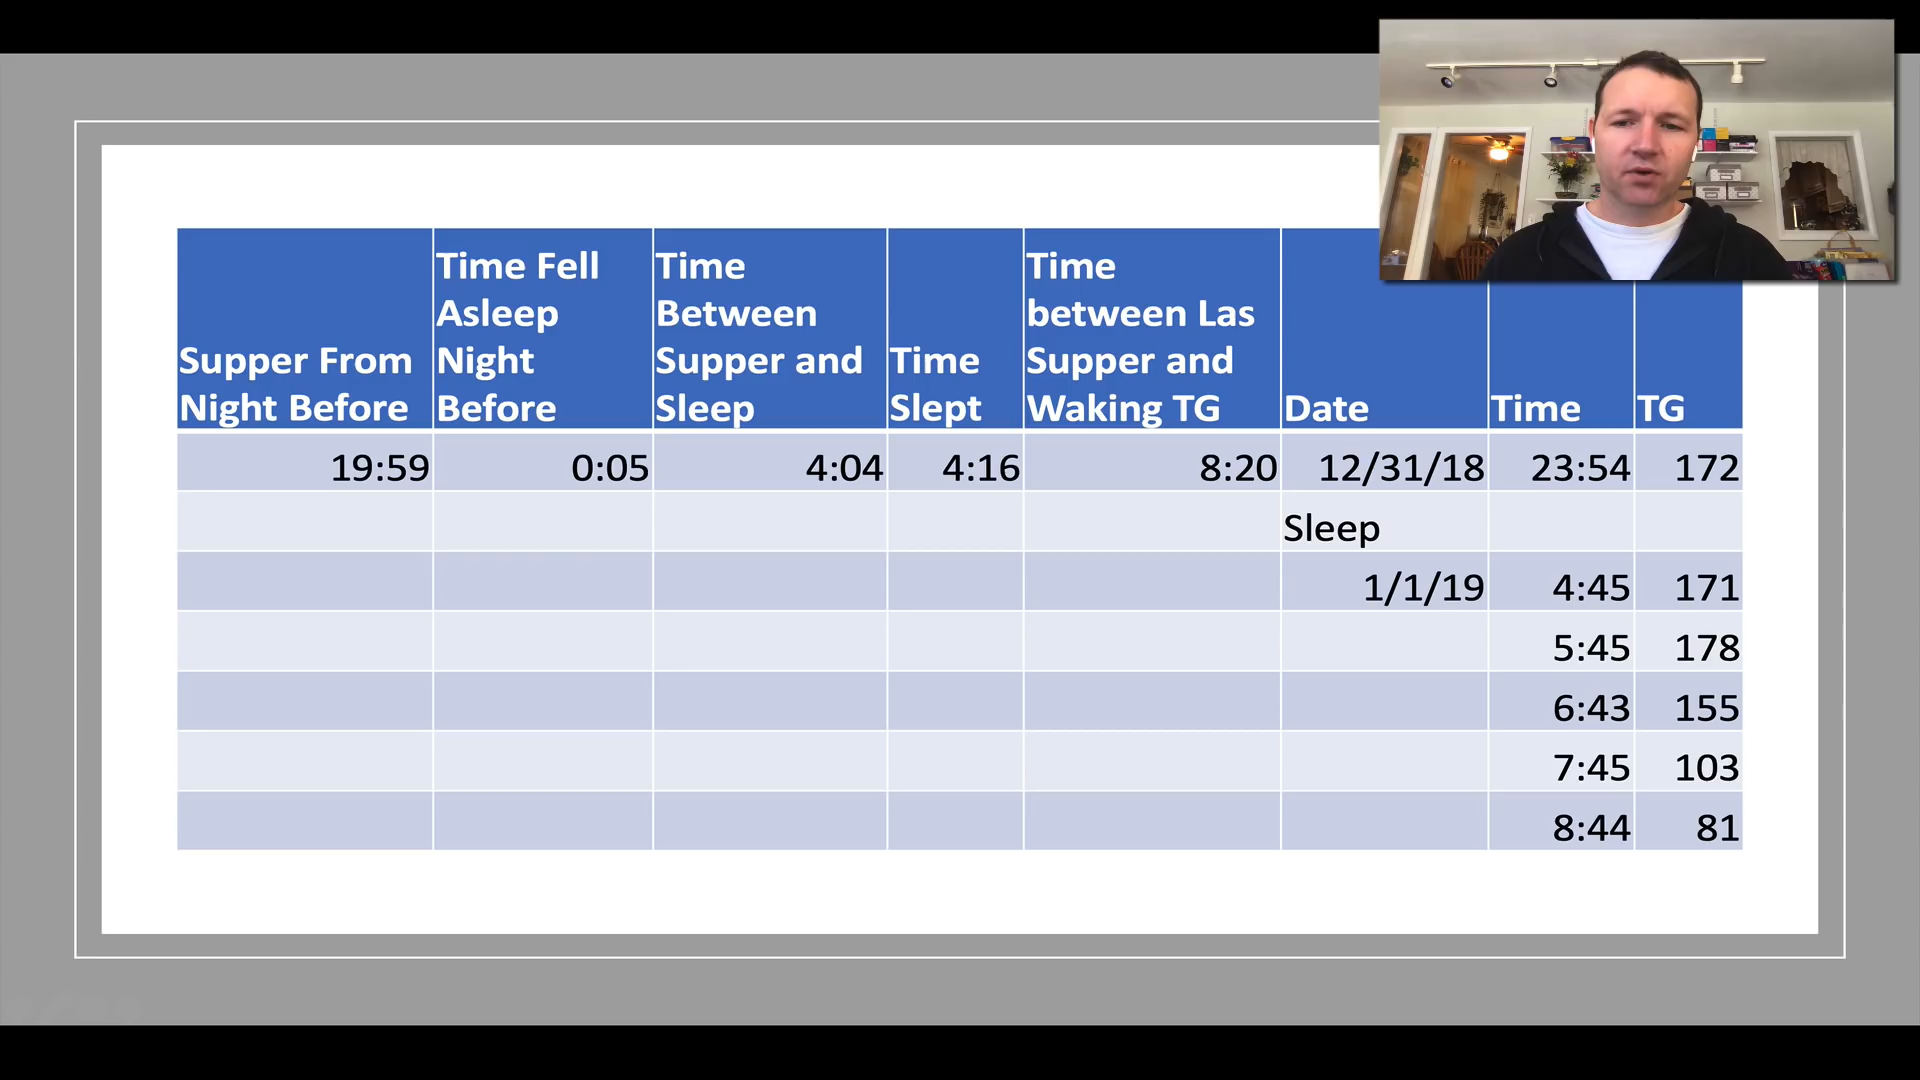 Supper From Night Before
Time Fell Asleep Night Before
Time Between Supper and Sleep
Time Slept
Time between Las Supper and Waking TG
Date
Time
TG
19:59 0:05 4:04 4:16 8:20 12/31/18 23:54 172
Sleep
1/1/19 4:45 171
5:45 178
6:43 155
7:45 103
8:44 81